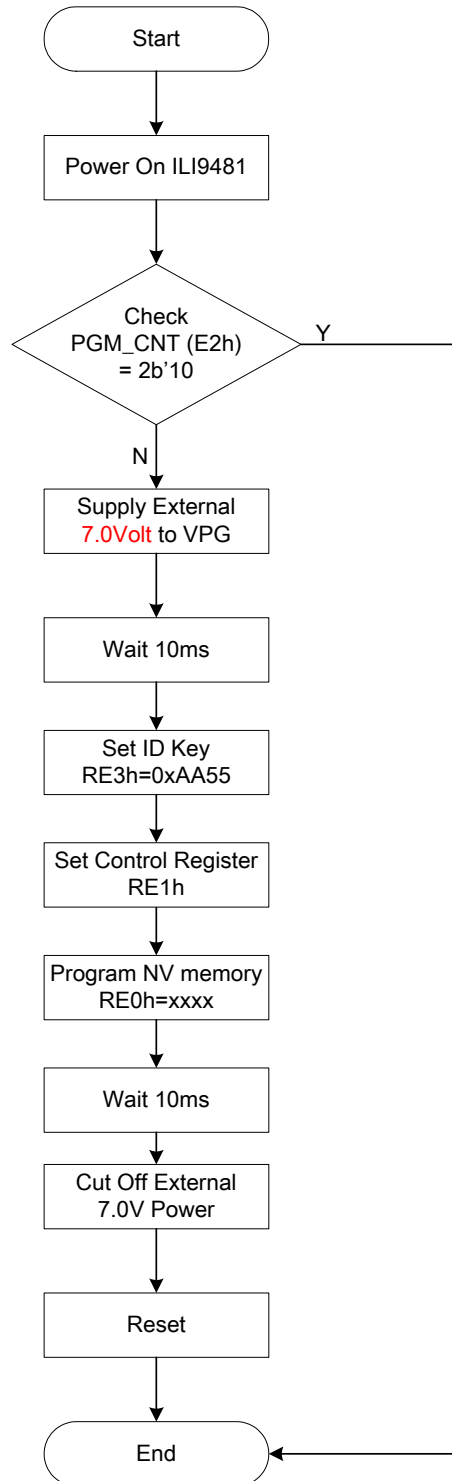 Start
Power On ILI9481
Check
PGM_CNT (E2h)
= 2b’10
Y
N
Supply External
7.0Volt to VPG
Wait 10ms
Set ID Key
RE3h=0xAA55
Set Control Register
RE1h
Program NV memory
RE0h=xxxx
Wait 10ms
Cut Off External
7.0V Power
Reset
End